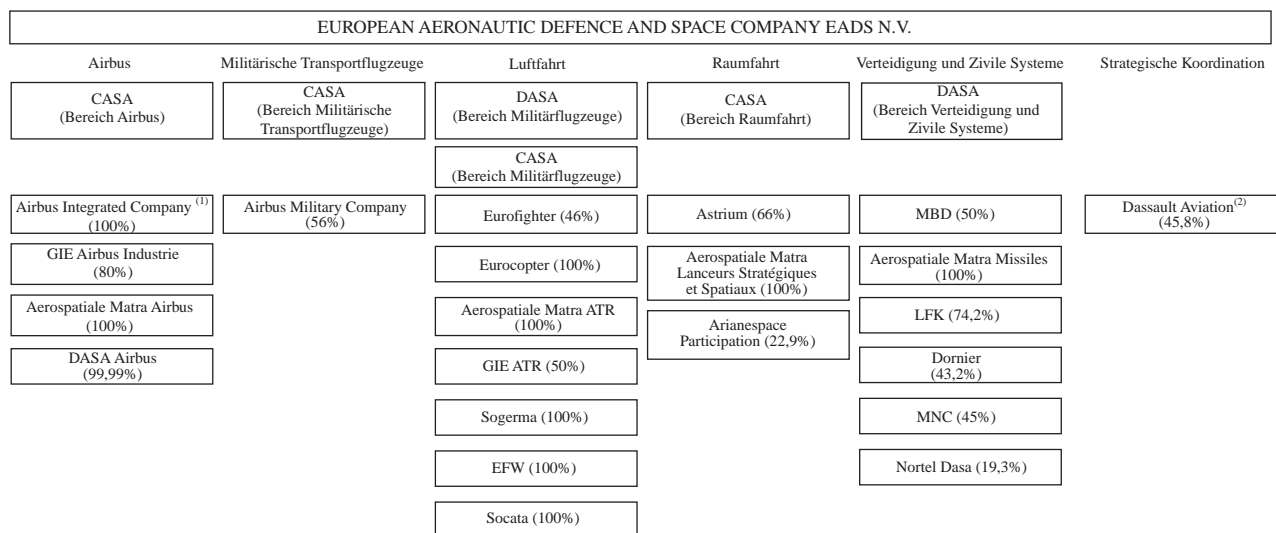 EUROPEAN AERONAUTIC DEFENCE AND SPACE COMPANY EADS N.V.
Airbus
CASA
(Bereich Airbus)
Airbus Integrated Company (1)
(100%)
GIE Airbus Industrie
(80%)
Aerospatiale Matra Airbus
(100%)
DASA Airbus
(99,99%)
Militärische Transportflugzeuge
CASA
(Bereich Militärische
Transportflugzeuge)
Airbus Military Company
(56%)
Luftfahrt
DASA
(Bereich Militärflugzeuge)
CASA
(Bereich Militärflugzeuge)
Eurofighter (46%)
Eurocopter (100%)
Aerospatiale Matra ATR
(100%)
GIE ATR (50%)
Sogerma (100%)
EFW (100%)
Socata (100%)
Raumfahrt
CASA
(Bereich Raumfahrt)
Astrium (66%)
Aerospatiale Matra
Lanceurs Stratégiques
et Spatiaux (100%)
Arianespace
Participation (22,9%)
Verteidigung und Zivile Systeme
DASA
(Bereich Verteidigung und
Zivile Systeme)
MBD (50%)
Aerospatiale Matra Missiles
(100%)
LFK (74,2%)
Dornier
(43,2%)
MNC (45%)
Nortel Dasa (19,3%)
Strategische Koordination
Dassault Aviation(2)
(45,8%)